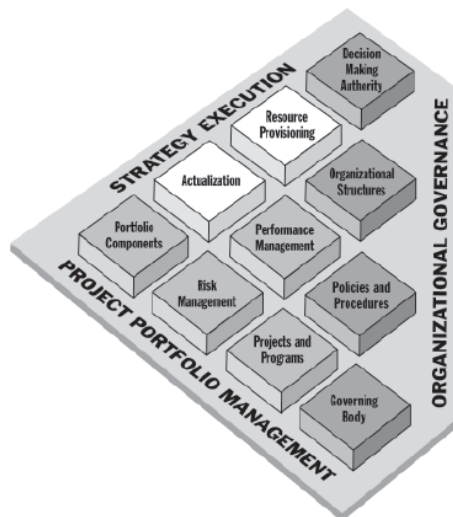 Decision
Making
Authority
STRATEGY EXECUTION
Resource
Provisioning
Actualization
Organizational
Structures
Portfolio
Components
Performance
Management
Risk
Management
Policies and
Procedures
Projects and
Programs
Governing
Body
PROJECT PORTFOLIO MANAGEMENT
ORGANIZATIONAL GOVERNANCE